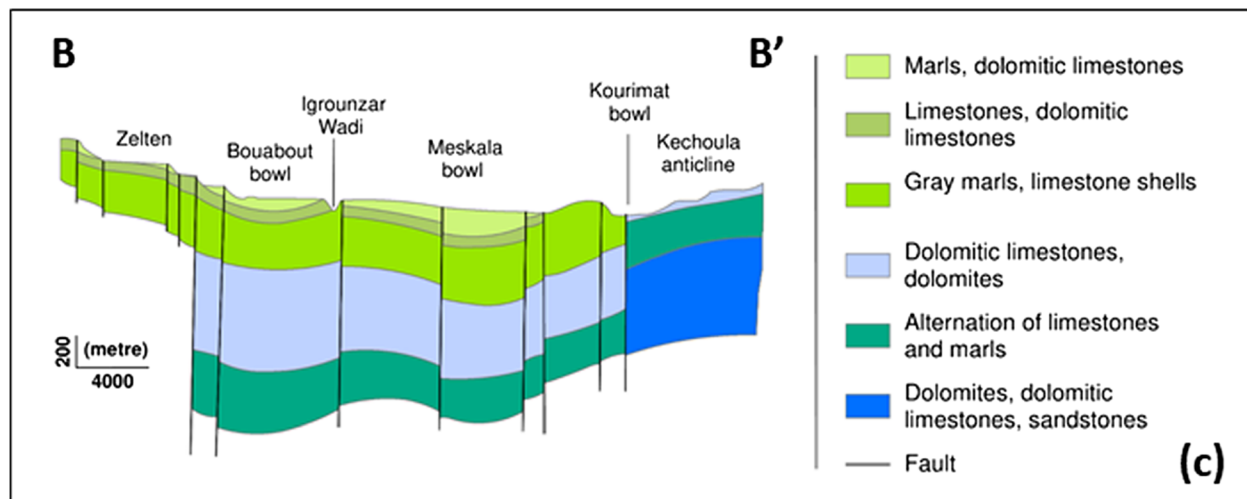 B
B’
Zelten
Bouabout
bowl
Igrounzar
Wadi
Meskala
bowl
Kourimat
bowl
Kechoula
anticline
200
(metre)
4000
Marls, dolomitic limestones
Limestones, dolomitic
limestones
Gray marls, limestone shells
Dolomitic limestones,
dolomites
Alternation of limestones
and marls
Dolomites, dolomitic
limestones, sandstones
Fault
(c)